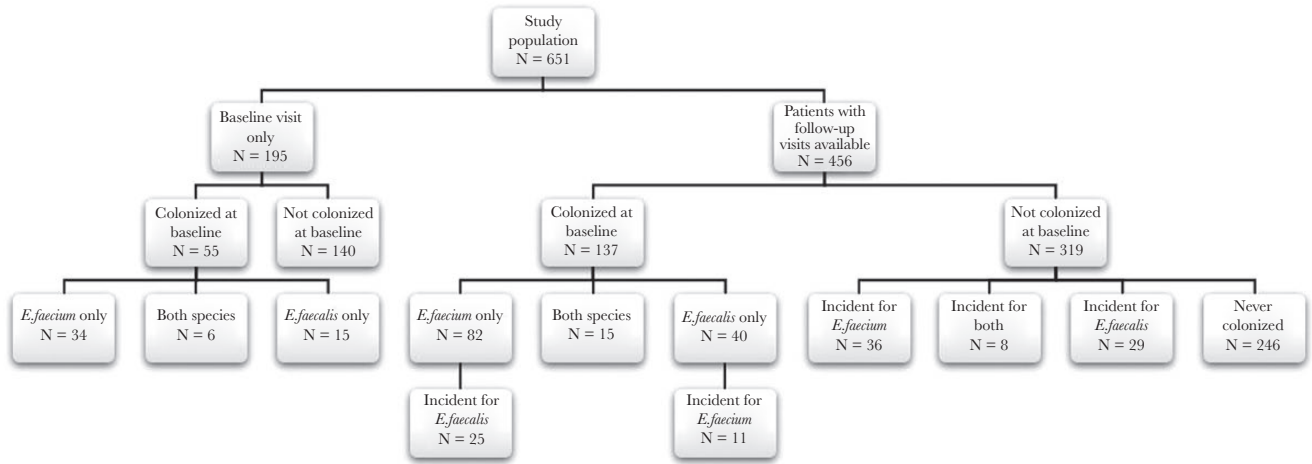 Study
population
N = 651
Baseline visit
only
N = 195
Patients with
follow-up
visits available
N = 456
Colonized at
baseline
N = 55
Not colonized
at baseline
N = 140
Colonized at
baseline
N = 137
Not colonized
at baseline
N = 319
E.faecium only
N = 34
Both species
N = 6
E.faecalis only
N = 15
E.faecium only
N = 82
Both species
N = 15
E.faecalis only
N = 40
Incident for
E.faecium
N = 36
Incident for
both
N = 8
Incident for
E.faecalis
N = 29
Never
colonized
N = 246
Incident for
E.faecalis
N = 25
Incident for
E.faecium
N = 11